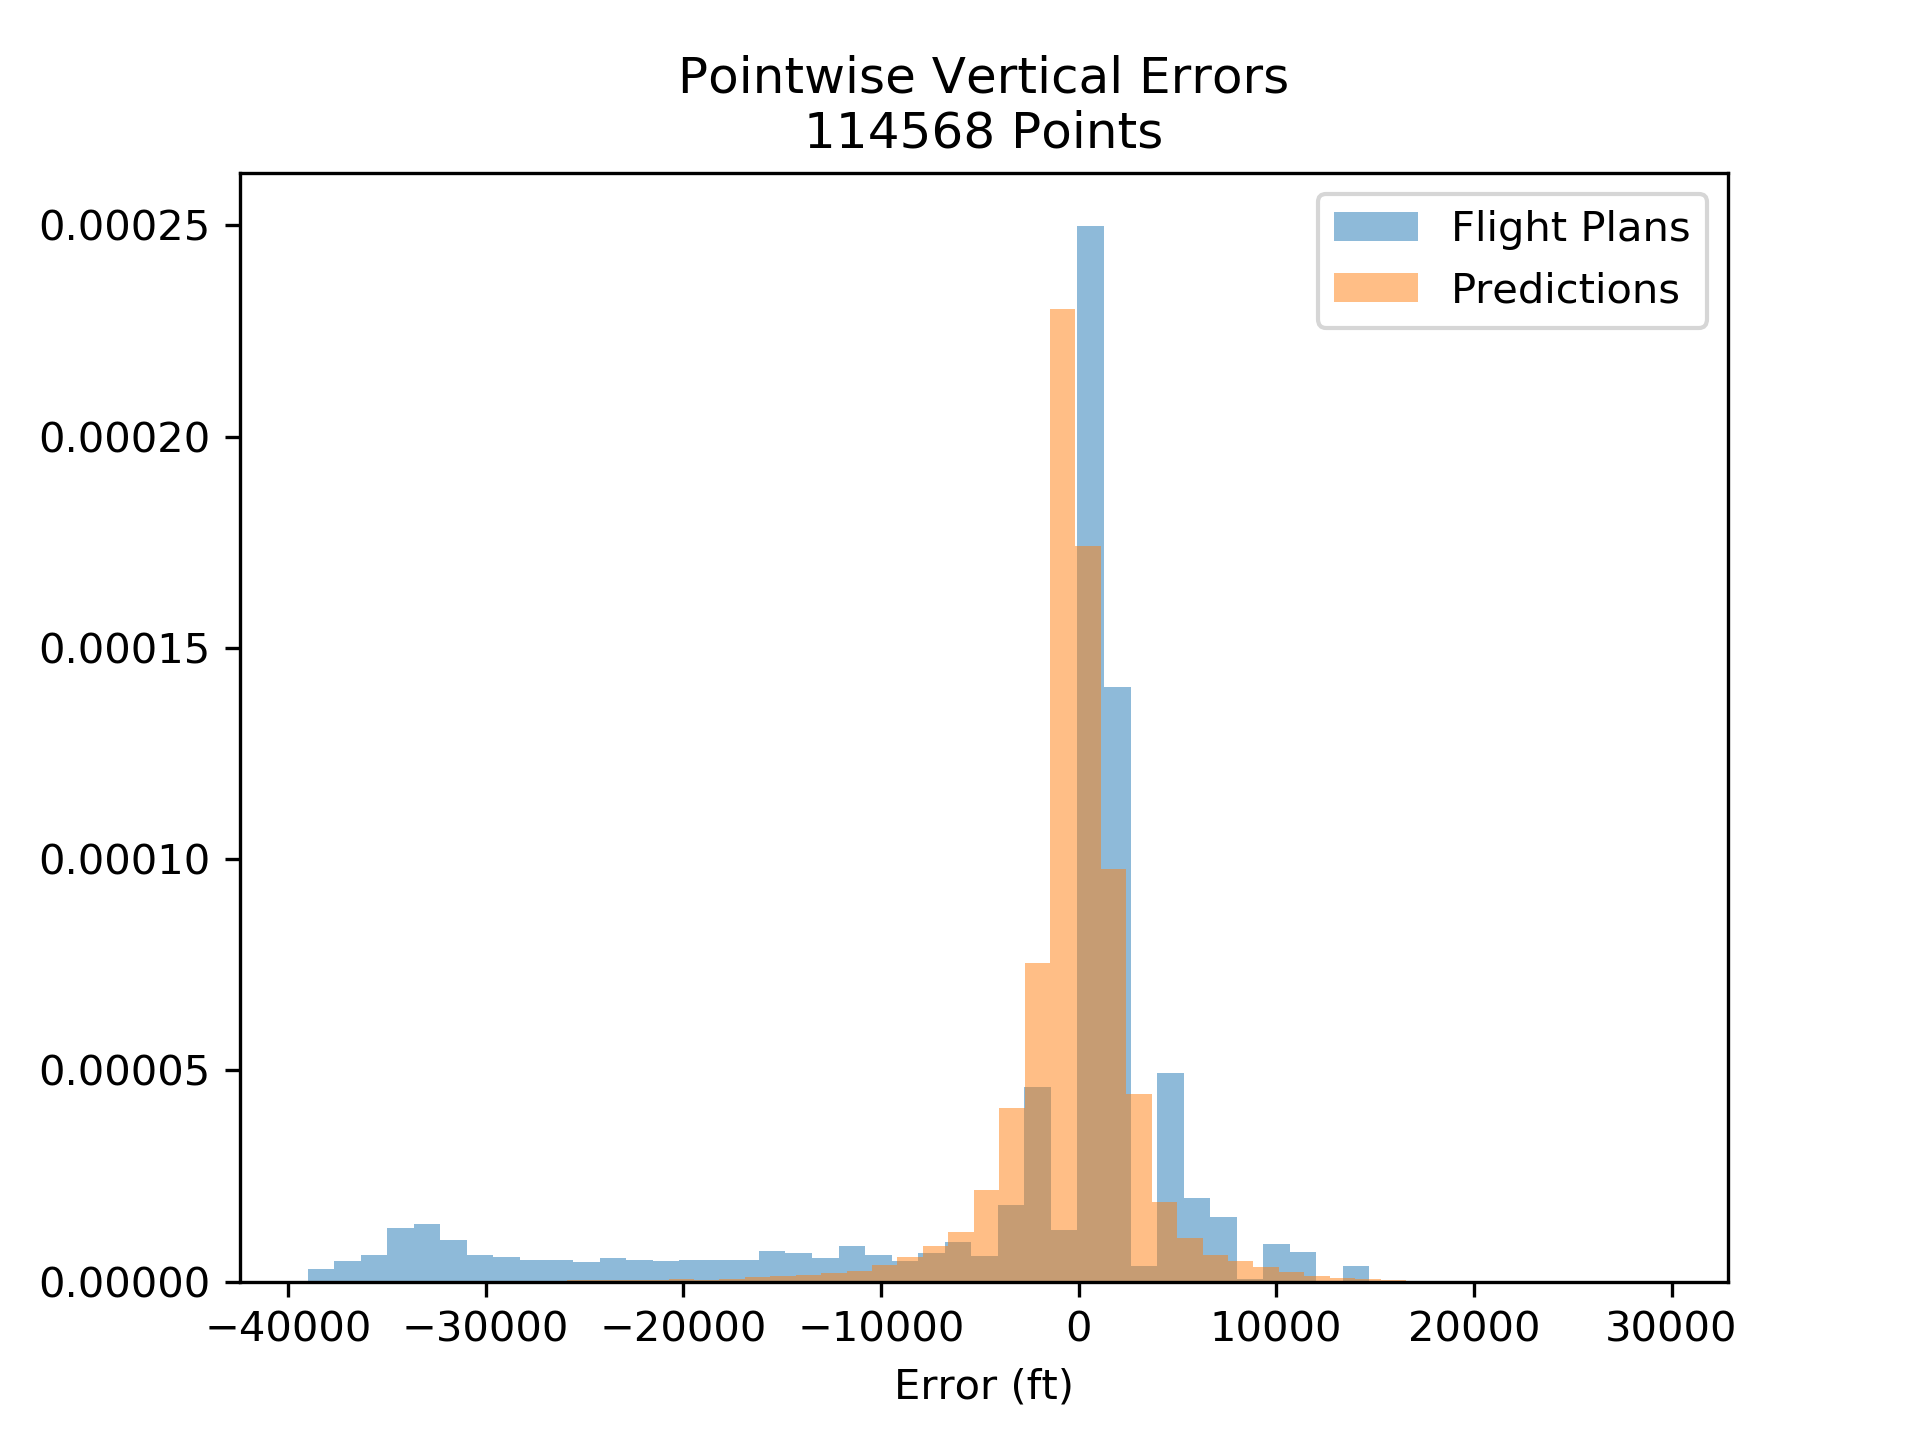 Pointwise Vertical Errors
114568 Points
Flight Plans
Predictions
0.00025
0.00020
0.00015
0.00010
0.00005
0.00000
−40000 −30000 −20000 −10000 0 10000 20000 30000
Error (ft)